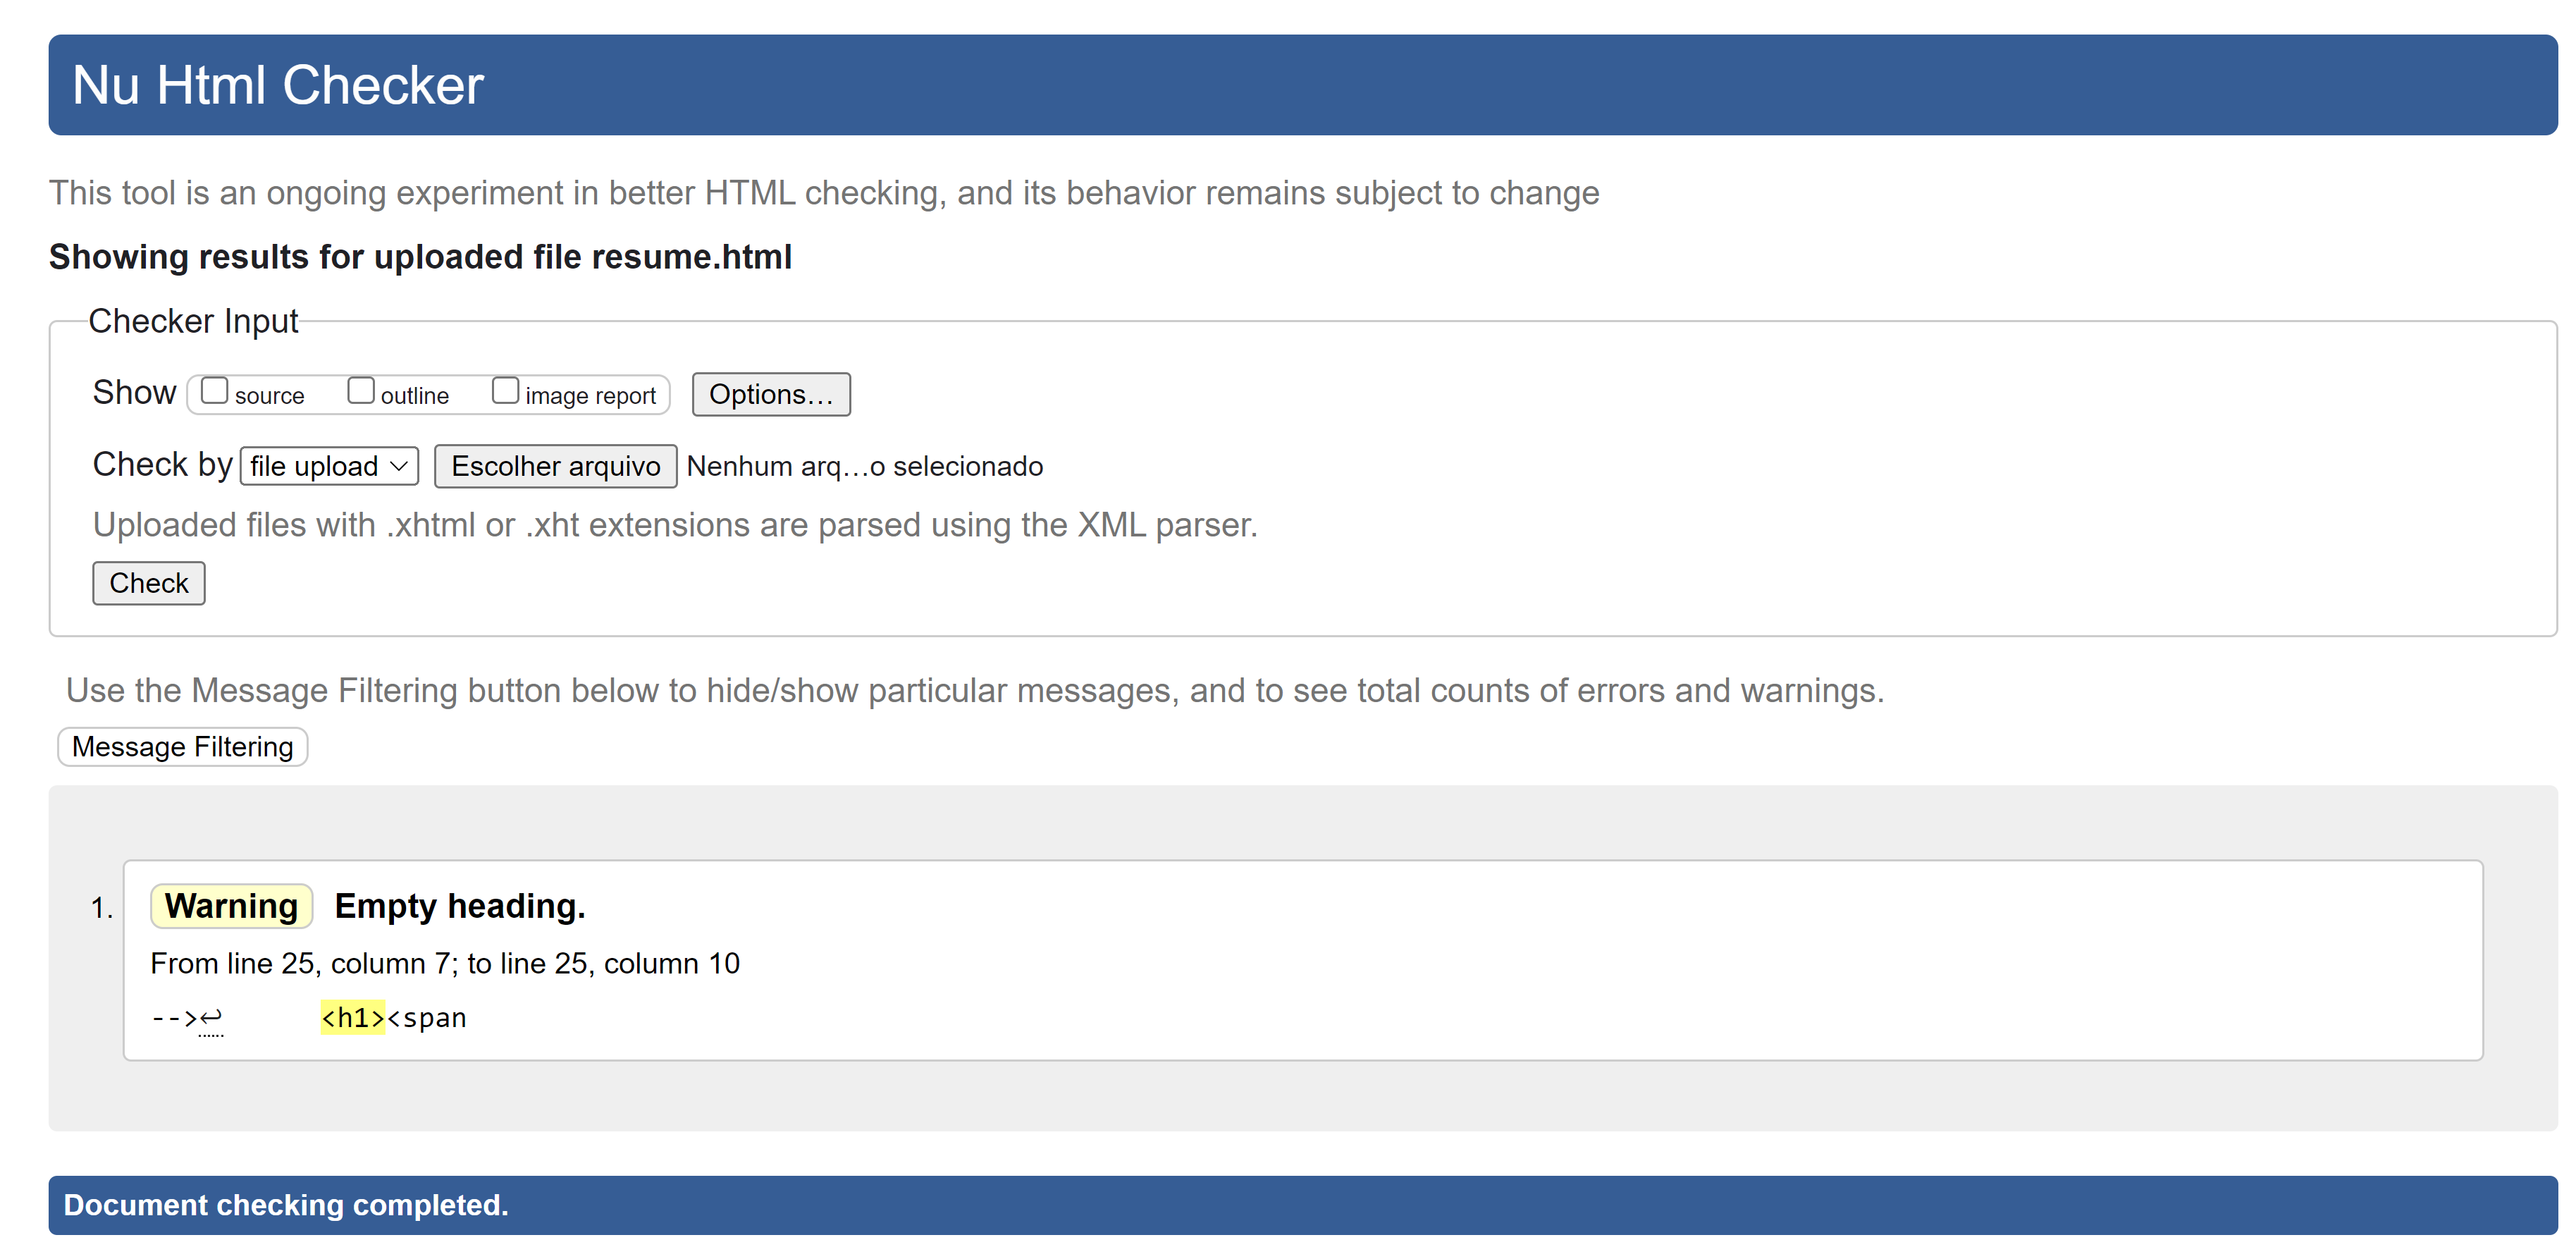 Nu Html Checker
This tool is an ongoing experiment in better HTML checking, and its behavior remains subject to change
Showing results for uploaded file resume.html
Checker Input
Show source outline image report Options...
Check by file upload Escolher arquivo Nenhum arq...o selecionado
Uploaded files with .xhtml or .xht extensions are parsed using the XML parser.
Check
Use the Message Filtering button below to hide/show particular messages, and to see total counts of errors and warnings.
Message Filtering
1. Warning Empty heading.
From line 25, column 7; to line 25, column 10
-->↩ <h1><span
Document checking completed.